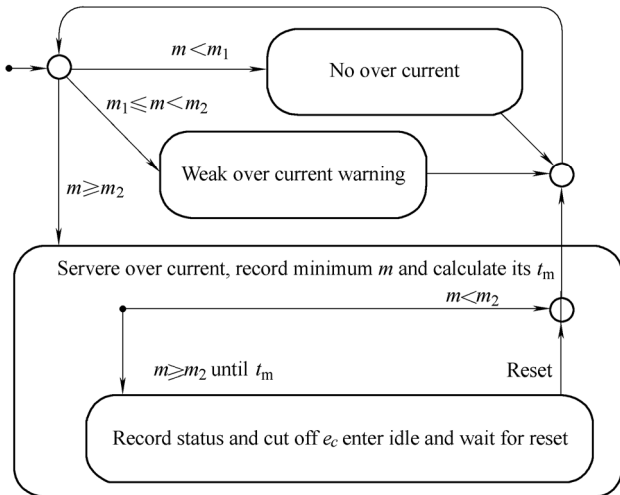 m<m₁
No over current
m₁≤m<m₂
Weak over current warning
m≥m₂
Servere over current, record minimum m and calculate its tₘ
m<m₂
m≥m₂ until tₘ
Reset
Record status and cut off e_c enter idle and wait for reset